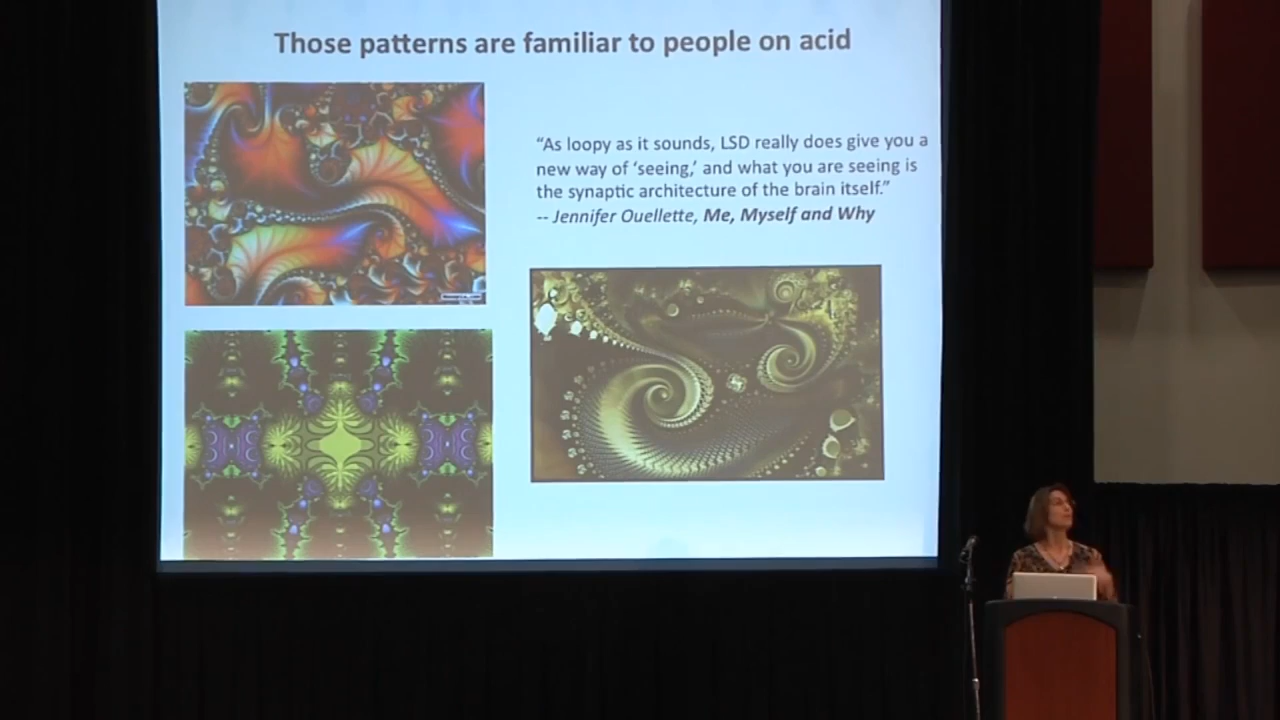 Those patterns are familiar to people on acid
“As loopy as it sounds, LSD really does give you a
new way of ‘seeing,’ and what you are seeing is
the synaptic architecture of the brain itself.”
-- Jennifer Ouellette, Me, Myself and Why